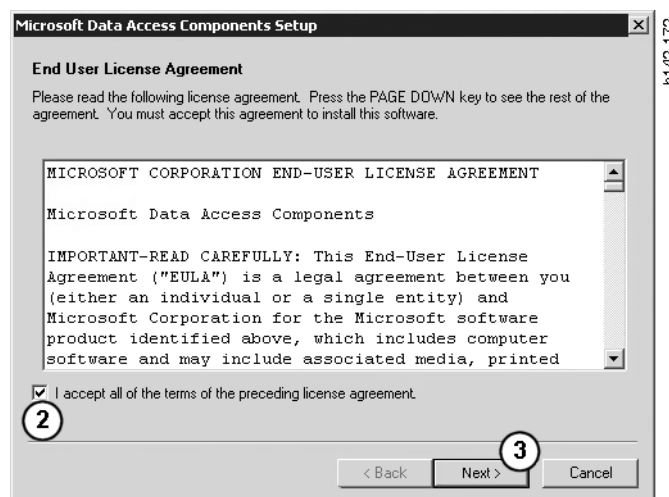 Microsoft Data Access Components Setup
End User License Agreement
Please read the following license agreement. Press the PAGE DOWN key to see the rest of the
agreement. You must accept this agreement to install this software.
MICROSOFT CORPORATION END-USER LICENSE AGREEMENT
Microsoft Data Access Components
IMPORTANT-READ CAREFULLY: This End-User License
Agreement ("EULA") is a legal agreement between you
(either an individual or a single entity) and
Microsoft Corporation for the Microsoft software
product identified above, which includes computer
software and may include associated media, printed
I accept all of the terms of the preceding license agreement.
2
3
< Back Next > Cancel